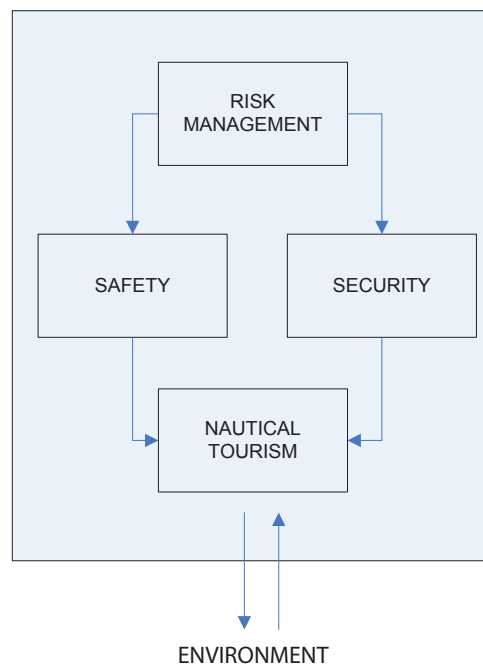 RISK
MANAGEMENT
SAFETY
SECURITY
NAUTICAL
TOURISM
ENVIRONMENT